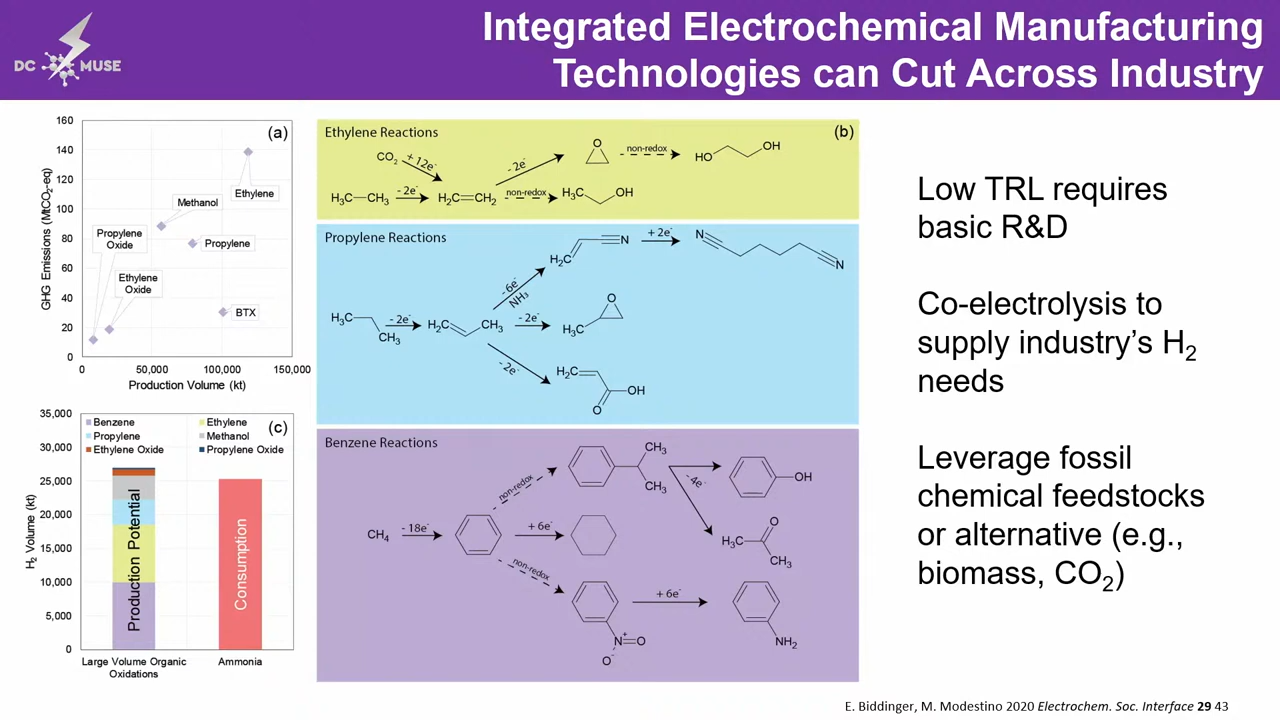 DC MUSE
Integrated Electrochemical Manufacturing
Technologies can Cut Across Industry
(a)
GHG Emissions (MtCO₂-eq)
160
140
120
100
80
60
40
20
0
Ethylene
Methanol
Propylene
Oxide
Propylene
Ethylene
Oxide
BTX
0
50,000
100,000
150,000
Production Volume (kt)
(c)
H₂ Volume (kt)
35,000
30,000
25,000
20,000
15,000
10,000
5,000
0
Benzene
Ethylene
Propylene
Methanol
Ethylene Oxide
Propylene Oxide
Production Potential
Consumption
Large Volume Organic
Oxidations
Ammonia
Ethylene Reactions
(b)
CO₂
+ 12e⁻
- 2e⁻
O
non-redox
HO
OH
H₃C—CH₃
- 2e⁻
H₂C=CH₂
non-redox
H₃C
OH
Propylene Reactions
H₂C
N
+ 2e⁻
N
N
- 6e⁻
NH₃
H₃C
CH₃
- 2e⁻
H₂C
CH₃
- 2e⁻
O
H₃C
- 2e⁻
H₂C
OH
O
Benzene Reactions
non-redox
CH₃
CH₃
- 4e⁻
OH
CH₄
- 18e⁻
+ 6e⁻
O
H₃C
CH₃
non-redox
+ 6e⁻
N⁺=O
O⁻
NH₂
Low TRL requires
basic R&D
Co-electrolysis to
supply industry’s H₂
needs
Leverage fossil
chemical feedstocks
or alternative (e.g.,
biomass, CO₂)
E. Biddinger, M. Modestino 2020 Electrochem. Soc. Interface 29 43